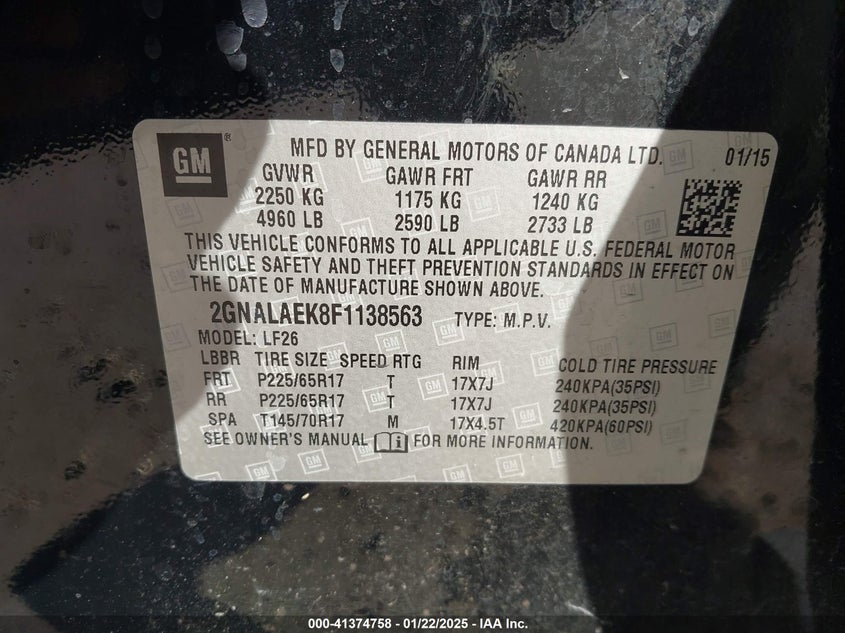 GM ® MFD BY GENERAL MOTORS OF CANADA LTD. 01/15
GVWR GAWR FRT GAWR RR
2250 KG 1175 KG 1240 KG
4960 LB 2590 LB 2733 LB
THIS VEHICLE CONFORMS TO ALL APPLICABLE U.S. FEDERAL MOTOR
VEHICLE SAFETY AND THEFT PREVENTION STANDARDS IN EFFECT ON
THE DATE OF MANUFACTURE SHOWN ABOVE.
2GNALAEK8F1138563 TYPE: M.P.V.
MODEL: LF26
LBBR TIRE SIZE SPEED RTG RIM COLD TIRE PRESSURE
FRT P225/65R17 T 17X7J 240KPA(35PSI)
RR P225/65R17 T 17X7J 240KPA(35PSI)
SPA T145/70R17 M 17X4.5T 420KPA(60PSI)
SEE OWNER'S MANUAL FOR MORE INFORMATION.
000-41374758 - 01/22/2025 - IAA Inc.